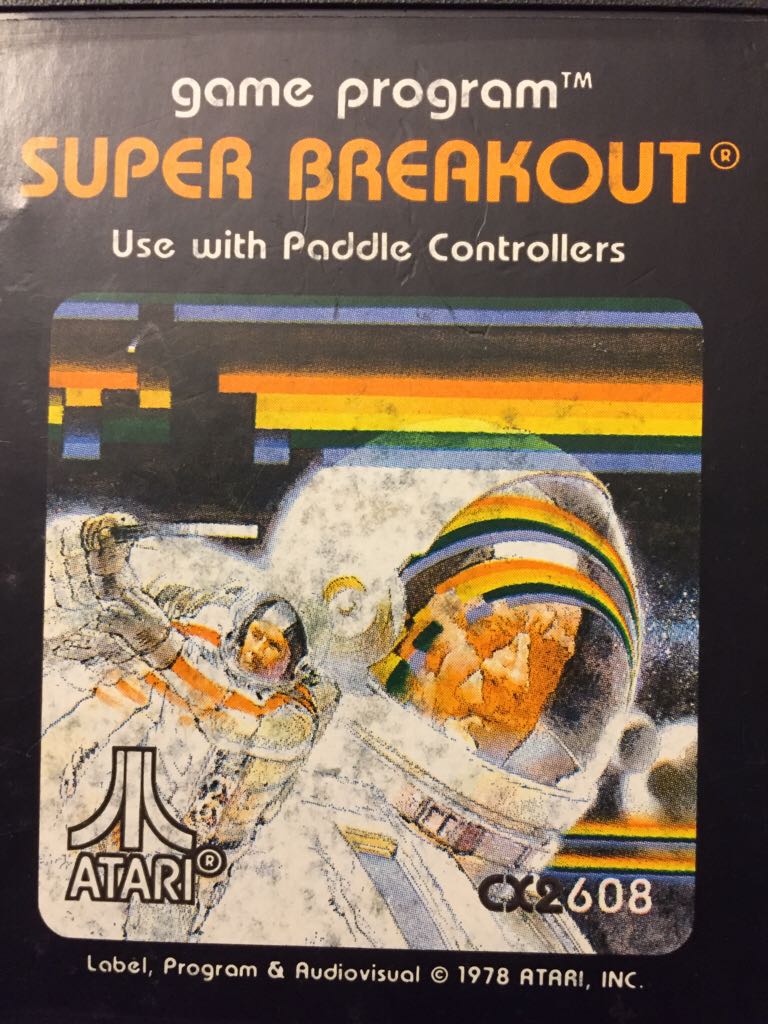 game program™
SUPER BREAKOUT®
Use with Paddle Controllers
ATARI®
CX2608
Label, Program & Audiovisual © 1978 ATARI, INC.